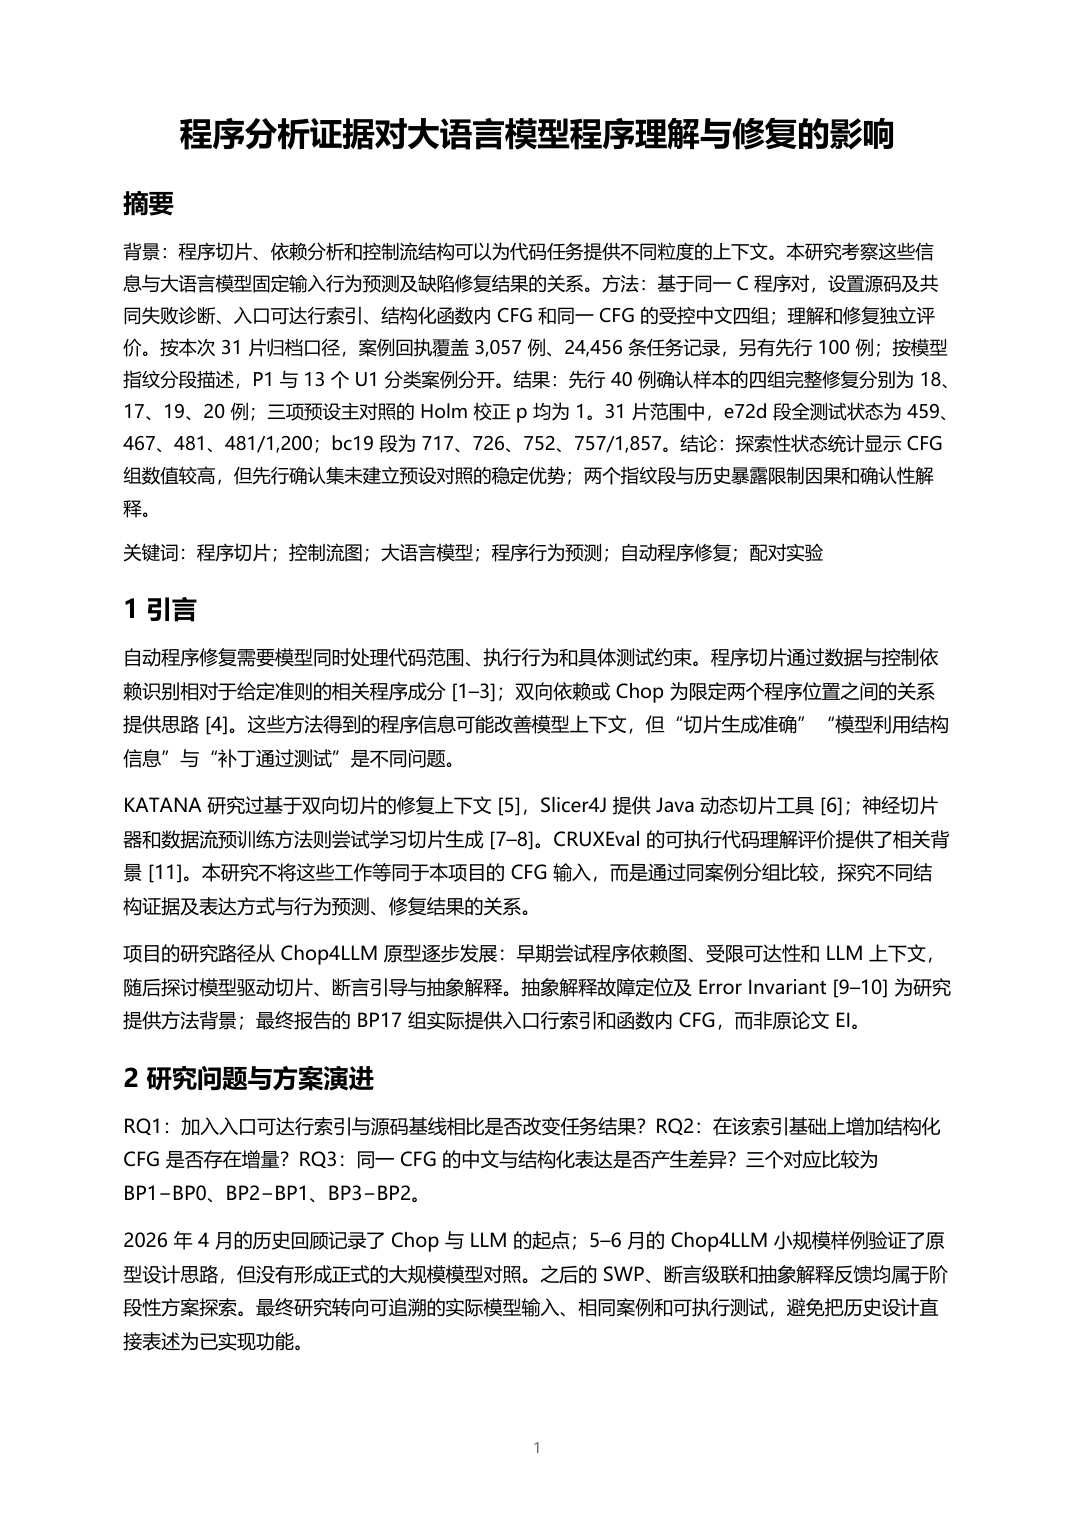 程序分析证据对大语言模型程序理解与修复的影响
摘要
背景：程序切片、依赖分析和控制流结构可以为代码任务提供不同粒度的上下文。本研究考察这些信
息与大语言模型固定输入行为预测及缺陷修复结果的关系。方法：基于同一 C 程序对，设置源码及共
同失败诊断、入口可达行索引、结构化函数内 CFG 和同一 CFG 的受控中文四组；理解和修复独立评
价。按本次 31 片归档口径，案例回执覆盖 3,057 例、24,456 条任务记录，另有先行 100 例；按模型
指纹分段描述，P1 与 13 个 U1 分类案例分开。结果：先行 40 例确认样本的四组完整修复分别为 18、
17、19、20 例；三项预设主对照的 Holm 校正 p 均为 1。31 片范围中，e72d 段全测试状态为 459、
467、481、481/1,200；bc19 段为 717、726、752、757/1,857。结论：探索性状态统计显示 CFG
组数值较高，但先行确认集未建立预设对照的稳定优势；两个指纹段与历史暴露限制因果和确认性解
释。
关键词：程序切片；控制流图；大语言模型；程序行为预测；自动程序修复；配对实验
1 引言
自动程序修复需要模型同时处理代码范围、执行行为和具体测试约束。程序切片通过数据与控制依
赖识别相对于给定准则的相关程序成分 [1–3]；双向依赖或 Chop 为限定两个程序位置之间的关系
提供思路 [4]。这些方法得到的程序信息可能改善模型上下文，但“切片生成准确”“模型利用结构
信息”与“补丁通过测试”是不同问题。
KATANA 研究过基于双向切片的修复上下文 [5]，Slicer4J 提供 Java 动态切片工具 [6]；神经切片
器和数据流预训练方法则尝试学习切片生成 [7–8]。CRUXEval 的可执行代码理解评价提供了相关背
景 [11]。本研究不将这些工作等同于本项目的 CFG 输入，而是通过同案例分组比较，探究不同结
构证据及表达方式与行为预测、修复结果的关系。
项目的研究路径从 Chop4LLM 原型逐步发展：早期尝试程序依赖图、受限可达性和 LLM 上下文，
随后探讨模型驱动切片、断言引导与抽象解释。抽象解释故障定位及 Error Invariant [9–10] 为研究
提供方法背景；最终报告的 BP17 组实际提供入口行索引和函数内 CFG，而非原论文 EI。
2 研究问题与方案演进
RQ1：加入入口可达行索引与源码基线相比是否改变任务结果？RQ2：在该索引基础上增加结构化
CFG 是否存在增量？RQ3：同一 CFG 的中文与结构化表达是否产生差异？三个对应比较为
BP1−BP0、BP2−BP1、BP3−BP2。
2026 年 4 月的历史回顾记录了 Chop 与 LLM 的起点；5–6 月的 Chop4LLM 小规模样例验证了原
型设计思路，但没有形成正式的大规模模型对照。之后的 SWP、断言级联和抽象解释反馈均属于阶
段性方案探索。最终研究转向可追溯的实际模型输入、相同案例和可执行测试，避免把历史设计直
接表述为已实现功能。
1